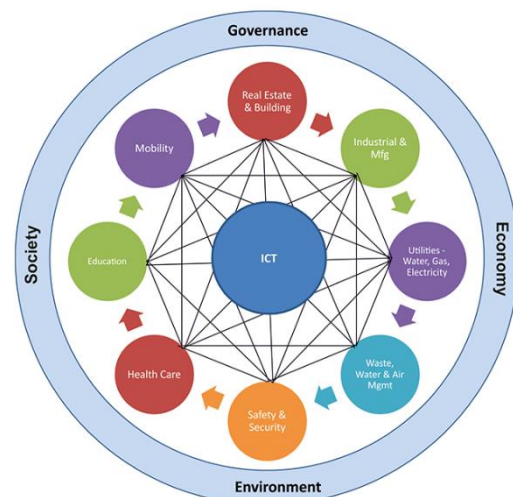 Governance
Real Estate
& Building
Mobility
Industrial &
Mfg
Society
Education
ICT
Utilities -
Water, Gas,
Electricity
Economy
Health Care
Waste,
Water & Air
Mgmt
Safety &
Security
Environment